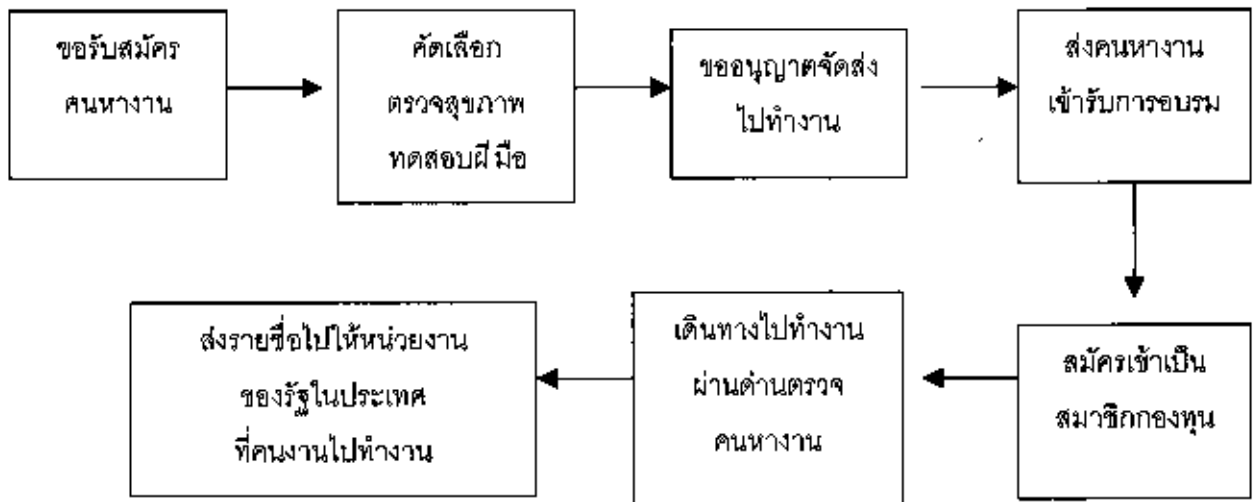 ขอรับสมัคร
คนหางาน
คัดเลือก
ตรวจสุขภาพ
ทดสอบฝีมือ
ขออนุญาตจัดส่ง
ไปทำงาน
ส่งคนหางาน
เข้ารับการอบรม
สมัครเข้าเป็น
สมาชิกกองทุน
เดินทางไปทำงาน
ผ่านด่านตรวจ
คนหางาน
ส่งรายชื่อไปให้หน่วยงาน
ของรัฐในประเทศ
ที่คนงานไปทำงาน